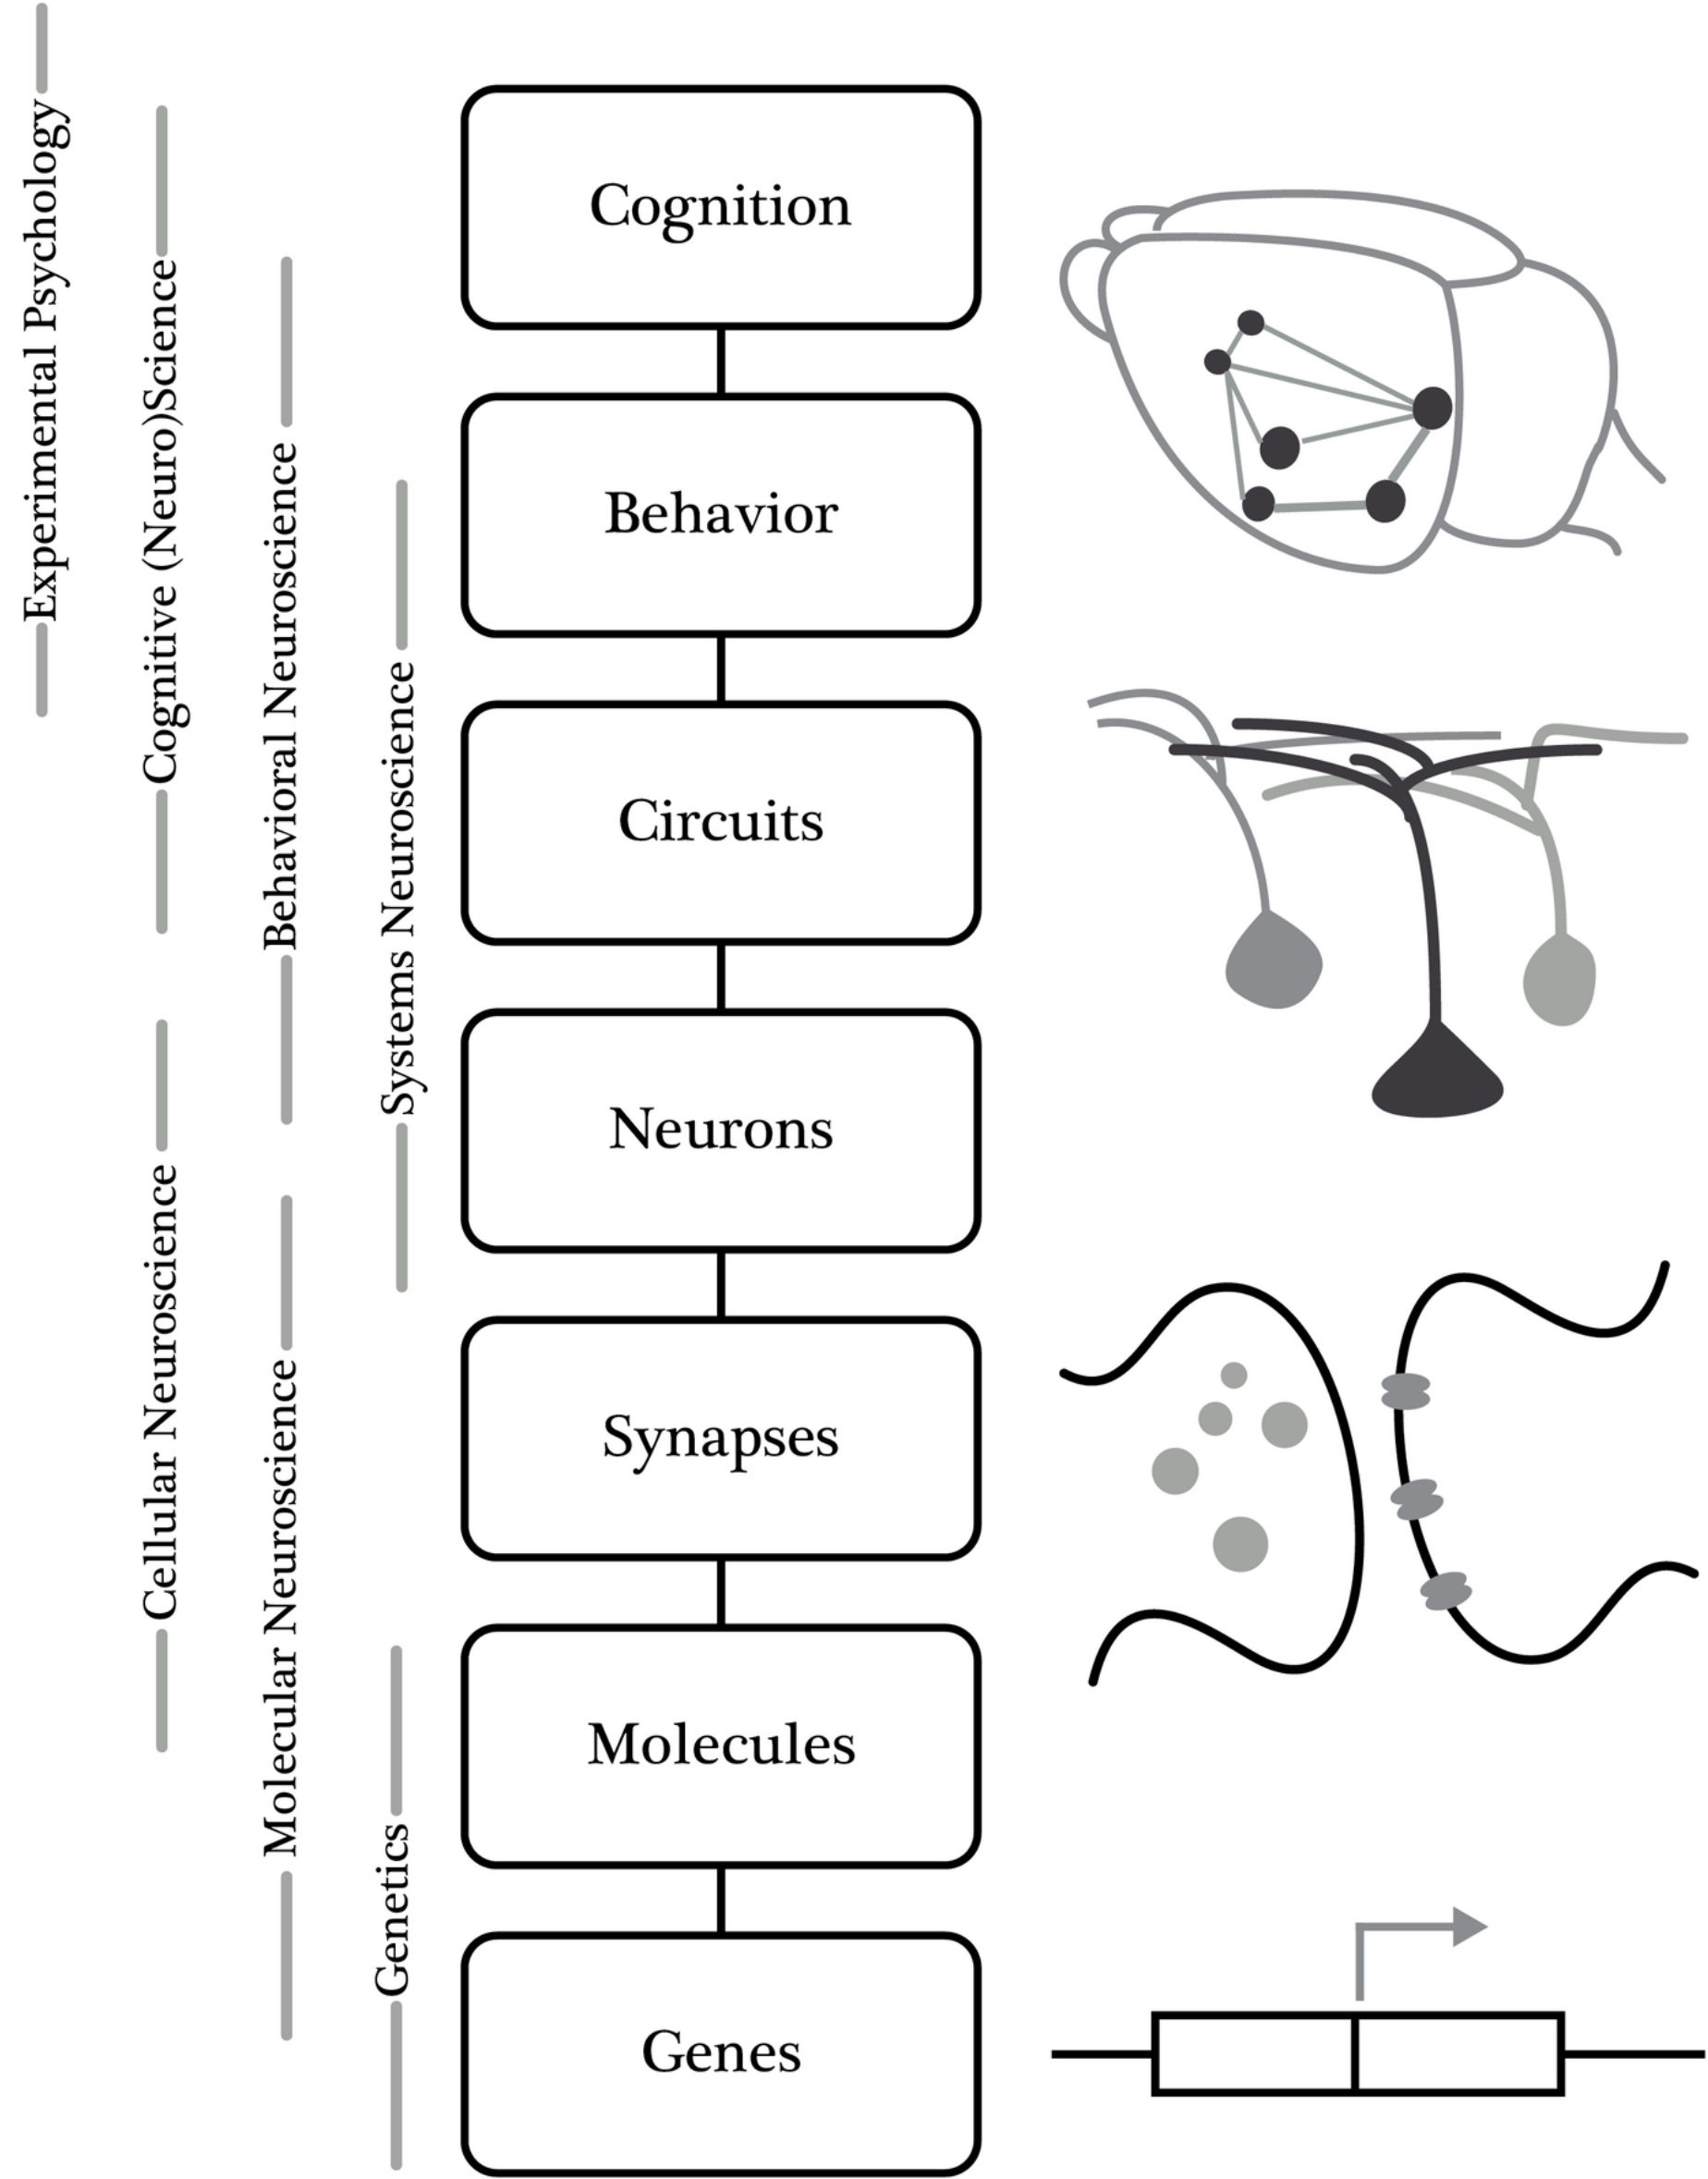 Experimental Psychology
Cognitive (Neuro)Science
Behavioral Neuroscience
Systems Neuroscience
Cellular Neuroscience
Molecular Neuroscience
Genetics
Cognition
Behavior
Circuits
Neurons
Synapses
Molecules
Genes